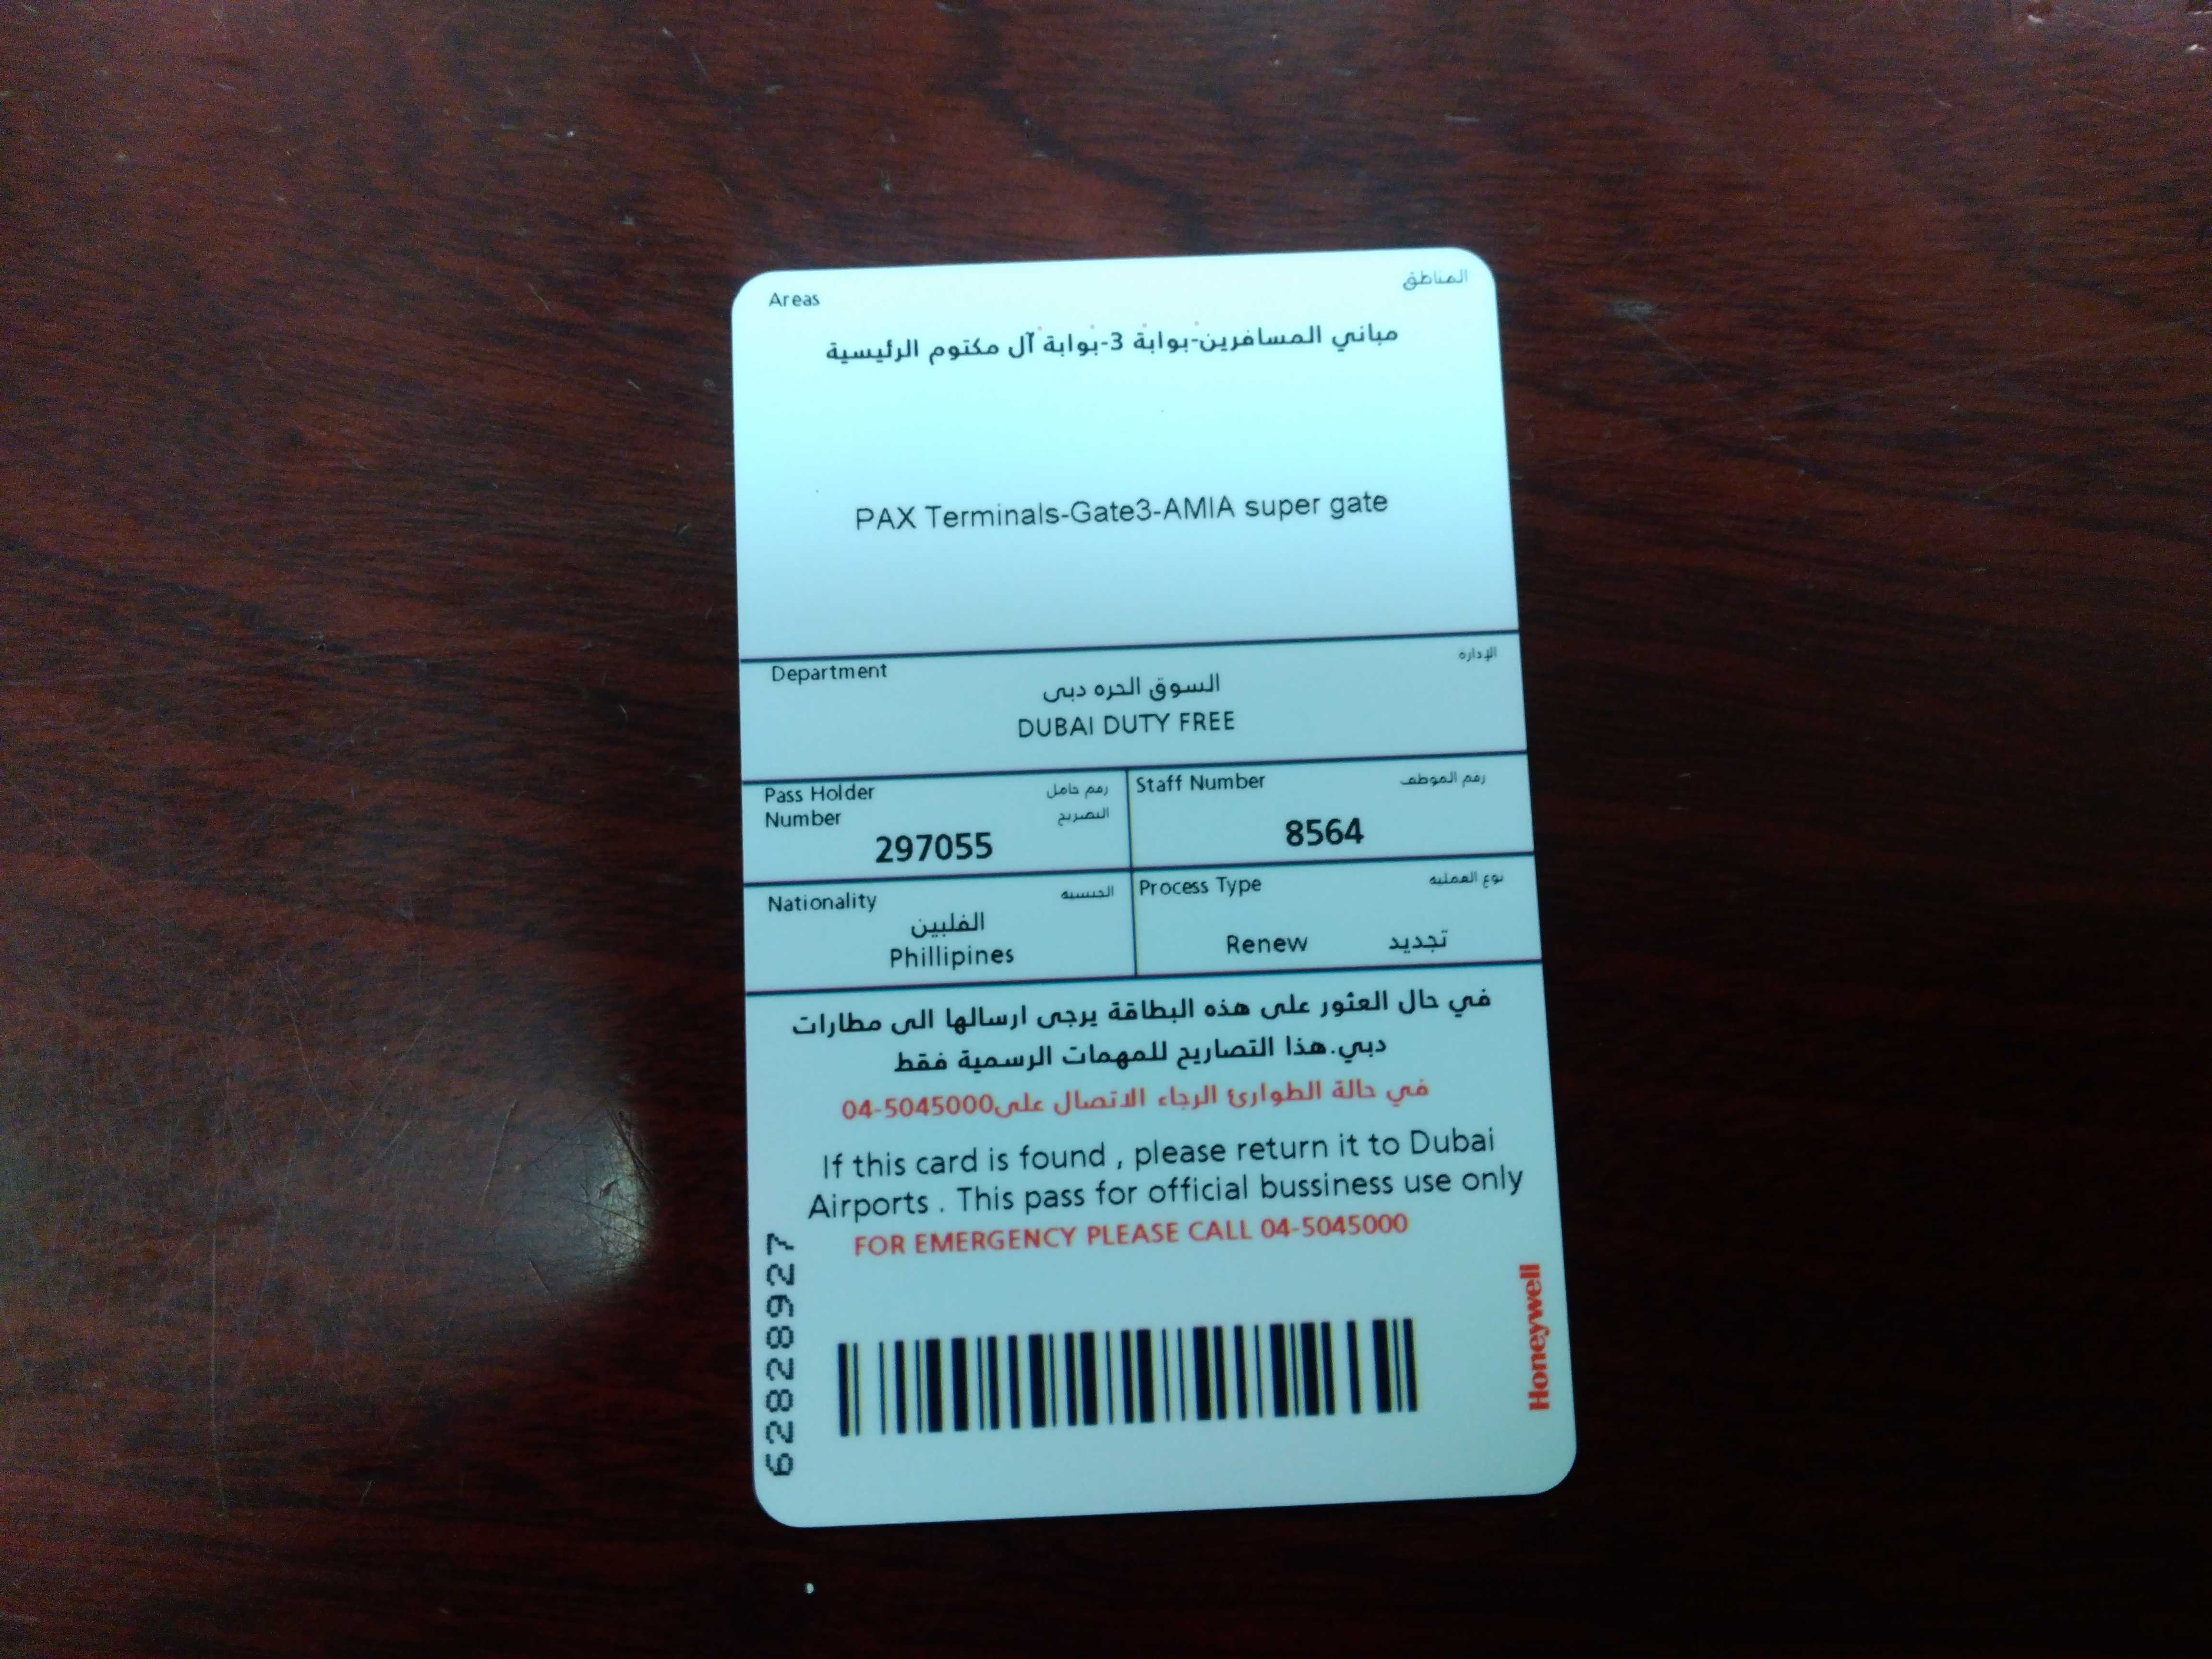 Areas المناطق
مباني المسافرين-بوابة 3-بوابة آل مكتوم الرئيسية
PAX Terminals-Gate3-AMIA super gate
Department الإدارة
السوق الحره دبى
DUBAI DUTY FREE
Pass Holder Number رقم حامل التصريح
297055
Staff Number رقم الموظف
8564
Nationality الجنسية
الفلبين
Phillipines
Process Type نوع العملية
Renew تجديد
في حال العثور على هذه البطاقة يرجى ارسالها الى مطارات
دبي.هذا التصاريح للمهمات الرسمية فقط
في حالة الطوارئ الرجاء الاتصال على04-5045000
If this card is found , please return it to Dubai
Airports . This pass for official bussiness use only
FOR EMERGENCY PLEASE CALL 04-5045000
62828927
Honeywell